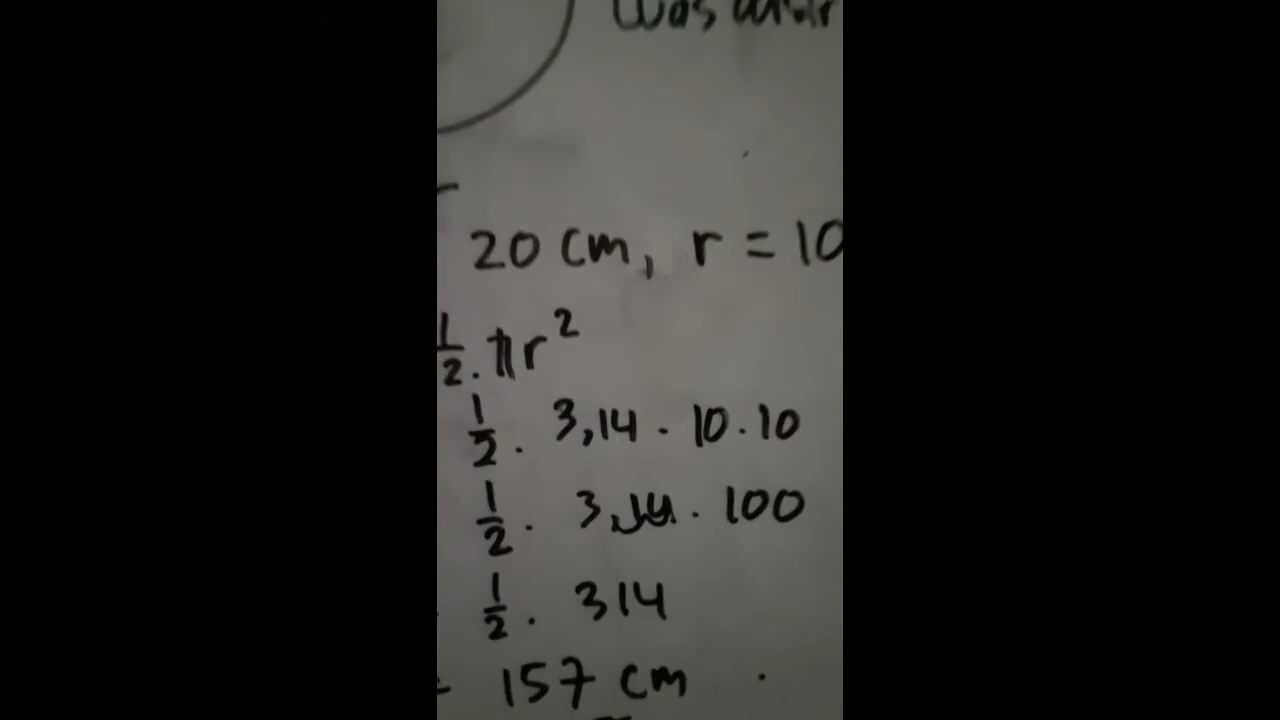 20 cm, r = 10
1/2 . πr²
1/2 . 3,14 . 10 . 10
1/2 . 3,14 . 100
1/2 . 314
= 157 cm